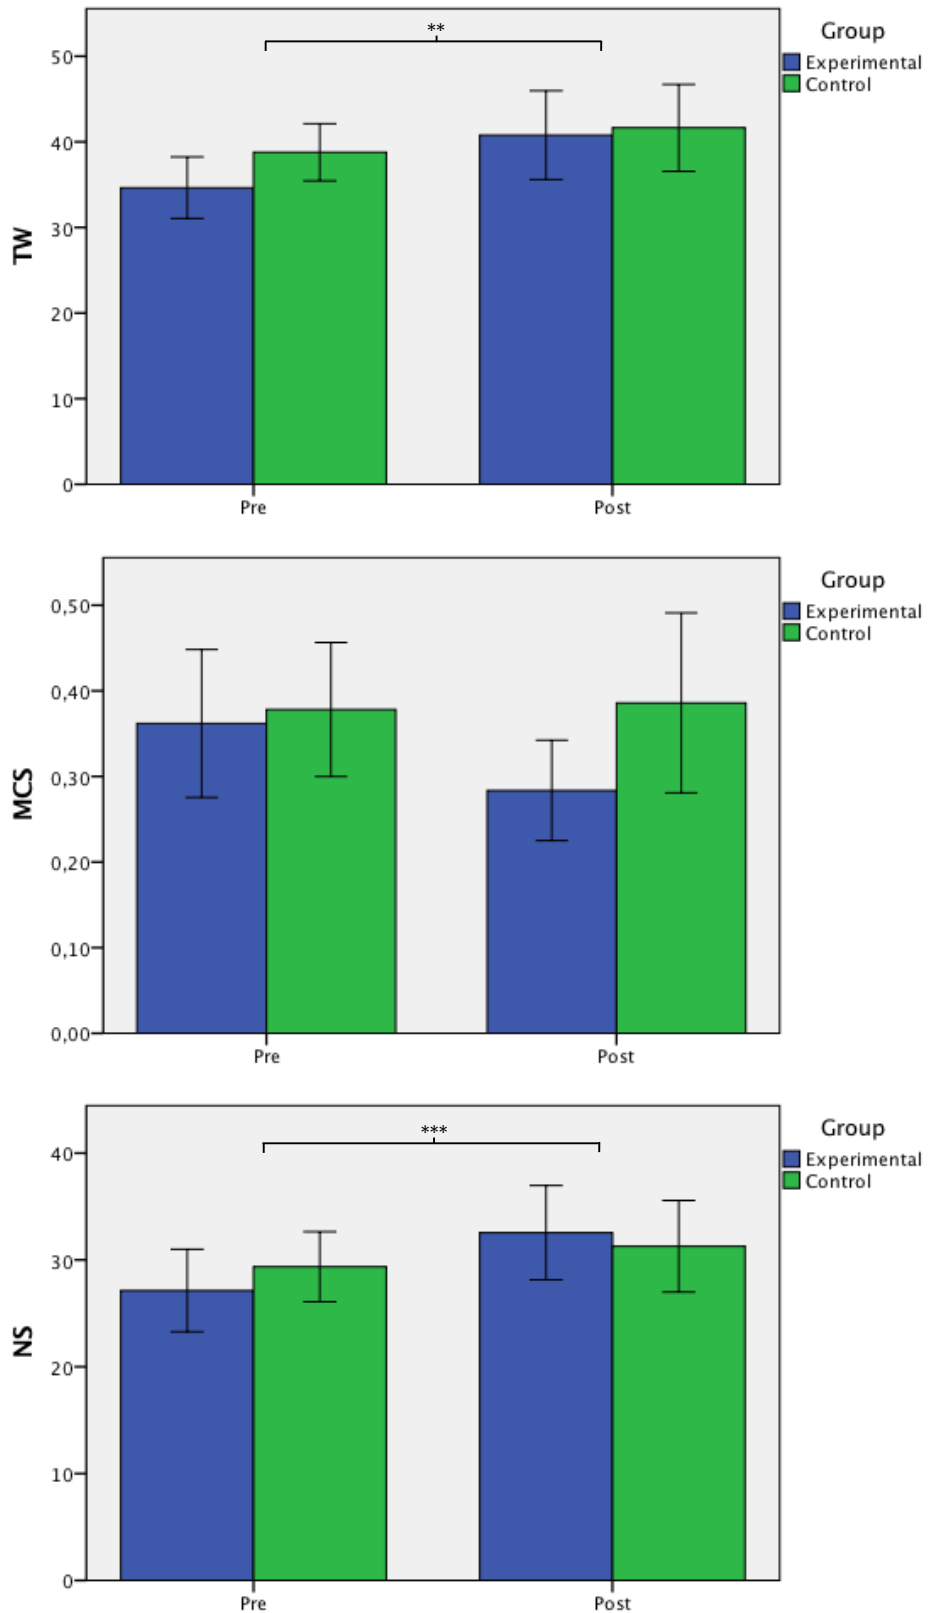 **
Group
Experimental
Control
TW
50
40
30
20
10
0
Pre
Post
Group
Experimental
Control
MCS
0,50
0,40
0,30
0,20
0,10
0,00
Pre
Post
***
Group
Experimental
Control
NS
40
30
20
10
0
Pre
Post